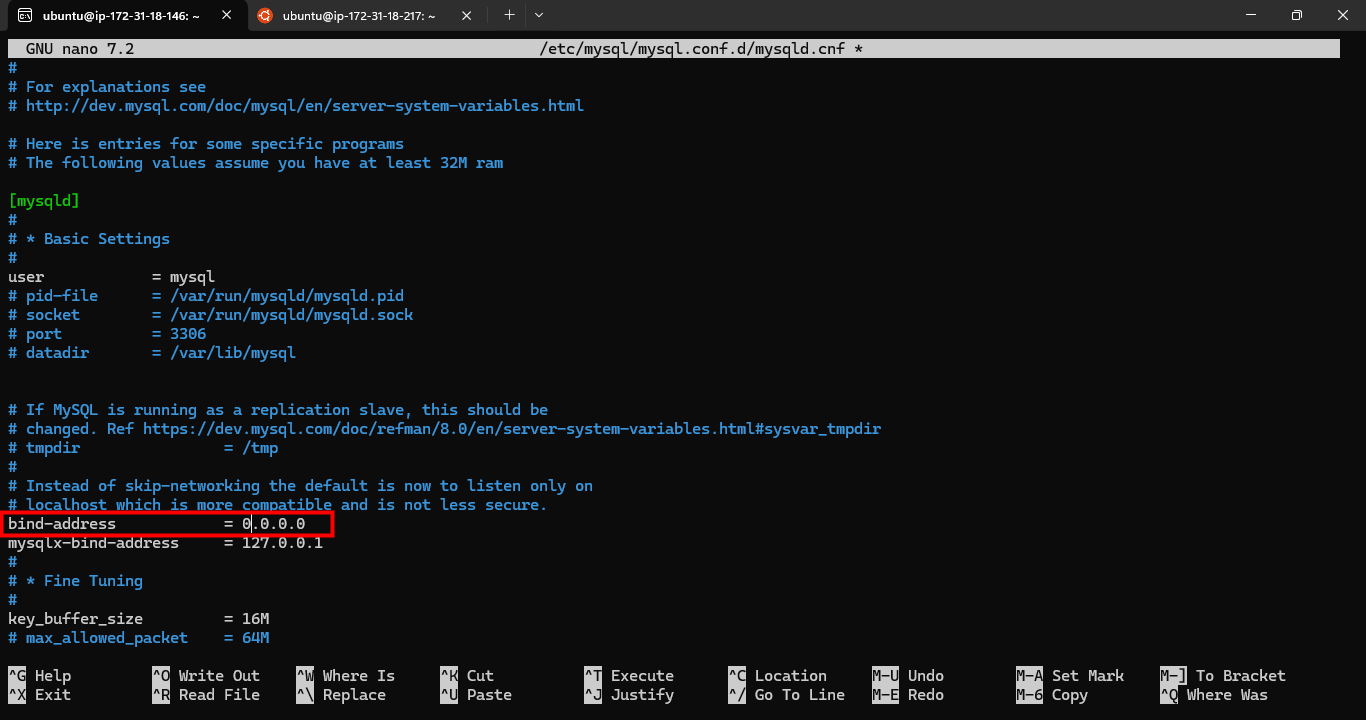 ubuntu@ip-172-31-18-146: ~
ubuntu@ip-172-31-18-217: ~
GNU nano 7.2 /etc/mysql/mysql.conf.d/mysqld.cnf *
#
# For explanations see
# http://dev.mysql.com/doc/mysql/en/server-system-variables.html
# Here is entries for some specific programs
# The following values assume you have at least 32M ram
[mysqld]
#
# * Basic Settings
#
user = mysql
# pid-file = /var/run/mysqld/mysqld.pid
# socket = /var/run/mysqld/mysqld.sock
# port = 3306
# datadir = /var/lib/mysql
# If MySQL is running as a replication slave, this should be
# changed. Ref https://dev.mysql.com/doc/refman/8.0/en/server-system-variables.html#sysvar_tmpdir
# tmpdir = /tmp
#
# Instead of skip-networking the default is now to listen only on
# localhost which is more compatible and is not less secure.
bind-address = 0.0.0.0
mysqlx-bind-address = 127.0.0.1
#
# * Fine Tuning
#
key_buffer_size = 16M
# max_allowed_packet = 64M
^G Help ^O Write Out ^W Where Is ^K Cut ^T Execute ^C Location M-U Undo M-A Set Mark M-] To Bracket
^X Exit ^R Read File ^\ Replace ^U Paste ^J Justify ^/ Go To Line M-E Redo M-6 Copy ^Q Where Was